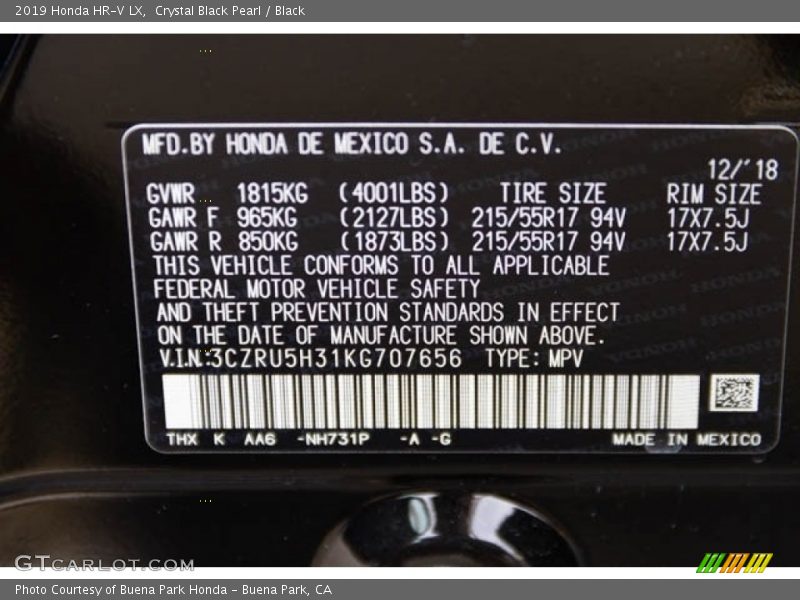 2019 Honda HR-V LX, Crystal Black Pearl / Black
MFD.BY HONDA DE MEXICO S.A. DE C.V.
12/'18
GVWR 1815KG (4001LBS) TIRE SIZE RIM SIZE
GAWR F 965KG (2127LBS) 215/55R17 94V 17X7.5J
GAWR R 850KG (1873LBS) 215/55R17 94V 17X7.5J
THIS VEHICLE CONFORMS TO ALL APPLICABLE
FEDERAL MOTOR VEHICLE SAFETY
AND THEFT PREVENTION STANDARDS IN EFFECT
ON THE DATE OF MANUFACTURE SHOWN ABOVE.
V.I.N:3CZRU5H31KG707656 TYPE: MPV
THX K AA6 -NH731P -A -G MADE IN MEXICO
GTCARLOT.COM
Photo Courtesy of Buena Park Honda - Buena Park, CA